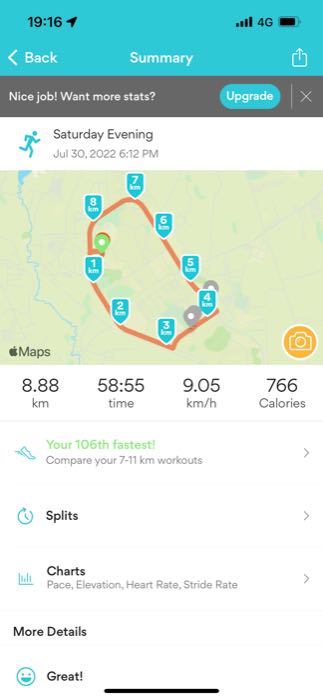 19:16
4G
Back
Summary
Nice job! Want more stats?
Upgrade
Saturday Evening
Jul 30, 2022 6:12 PM
7
km
8
km
6
km
5
km
1
km
4
km
2
km
3
km
Maps
8.88
58:55
9.05
766
km
time
km/h
Calories
Your 106th fastest!
Compare your 7-11 km workouts
Splits
Charts
Pace, Elevation, Heart Rate, Stride Rate
More Details
Great!